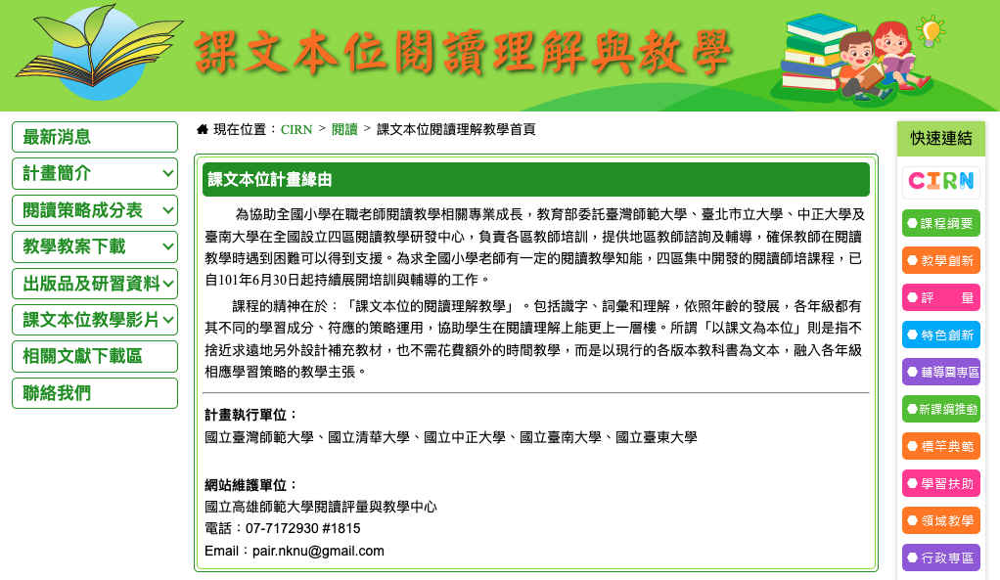 課文本位閱讀理解與教學
最新消息
計畫簡介
閱讀策略成分表
教學教案下載
出版品及研習資料
課文本位教學影片
相關文獻下載區
聯絡我們
現在位置：CIRN > 閱讀 > 課文本位閱讀理解教學首頁
課文本位計畫緣由
為協助全國小學在職老師閱讀教學相關專業成長，教育部委託臺灣師範大學、臺北市立大學、中正大學及
臺南大學在全國設立四區閱讀教學研發中心，負責各區教師培訓，提供地區教師諮詢及輔導，確保教師在閱讀
教學時遇到困難可以得到支援。為求全國小學老師有一定的閱讀教學知能，四區集中開發的閱讀師培課程，已
自101年6月30日起持續展開培訓與輔導的工作。
課程的精神在於：「課文本位的閱讀理解教學」。包括識字、詞彙和理解，依照年齡的發展，各年級都有
其不同的學習成分、符應的策略運用，協助學生在閱讀理解上能更上一層樓。所謂「以課文為本位」則是指不
捨近求遠地另外設計補充教材，也不需花費額外的時間教學，而是以現行的各版本教科書為文本，融入各年級
相應學習策略的教學主張。
計畫執行單位：
國立臺灣師範大學、國立清華大學、國立中正大學、國立臺南大學、國立臺東大學
網站維護單位：
國立高雄師範大學閱讀評量與教學中心
電話：07-7172930 #1815
Email：pair.nknu@gmail.com
快速連結
CIRN
課程綱要
教學創新
評 量
特色創新
輔導團專區
新課綱推動
標竿典範
學習扶助
領域教學
行政專區